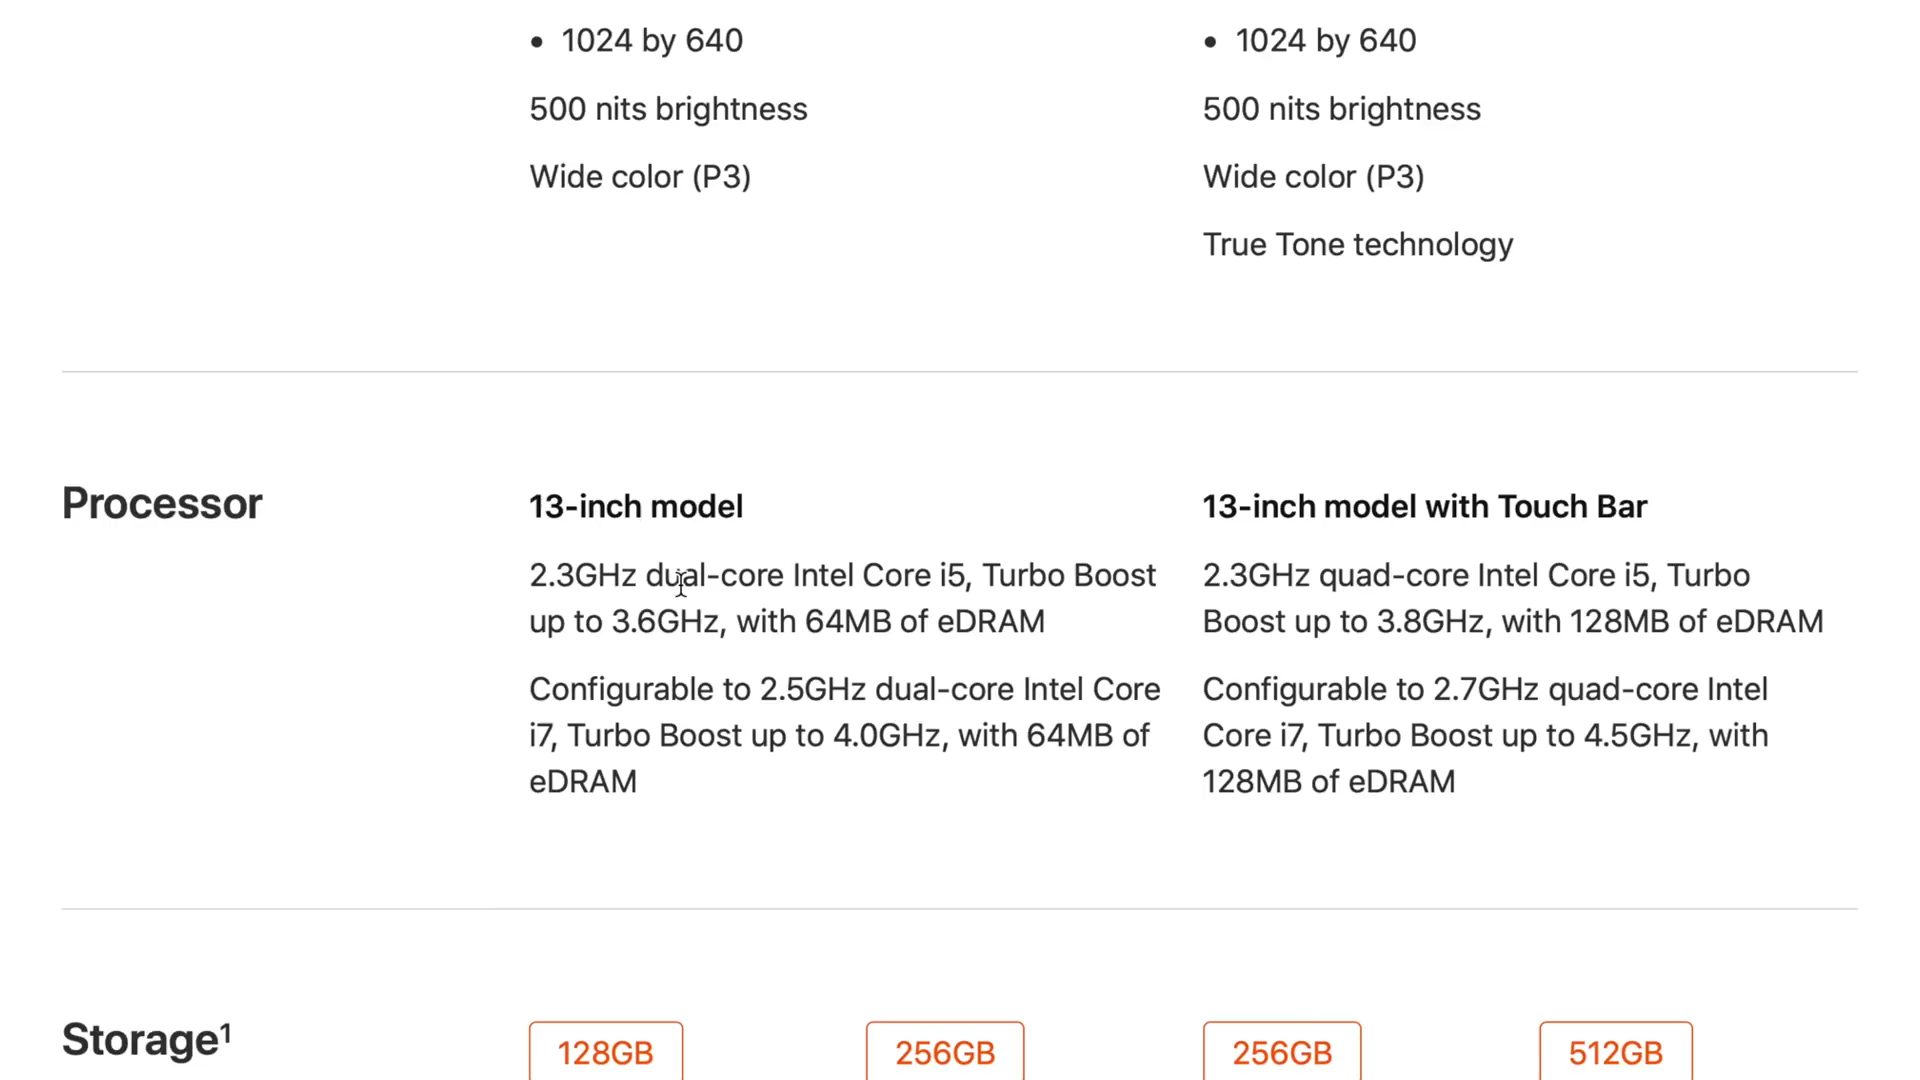 • 1024 by 640
500 nits brightness
Wide color (P3)
• 1024 by 640
500 nits brightness
Wide color (P3)
True Tone technology
Processor
13-inch model
2.3GHz dual-core Intel Core i5, Turbo Boost
up to 3.6GHz, with 64MB of eDRAM
Configurable to 2.5GHz dual-core Intel Core
i7, Turbo Boost up to 4.0GHz, with 64MB of
eDRAM
13-inch model with Touch Bar
2.3GHz quad-core Intel Core i5, Turbo
Boost up to 3.8GHz, with 128MB of eDRAM
Configurable to 2.7GHz quad-core Intel
Core i7, Turbo Boost up to 4.5GHz, with
128MB of eDRAM
Storage¹
128GB
256GB
256GB
512GB